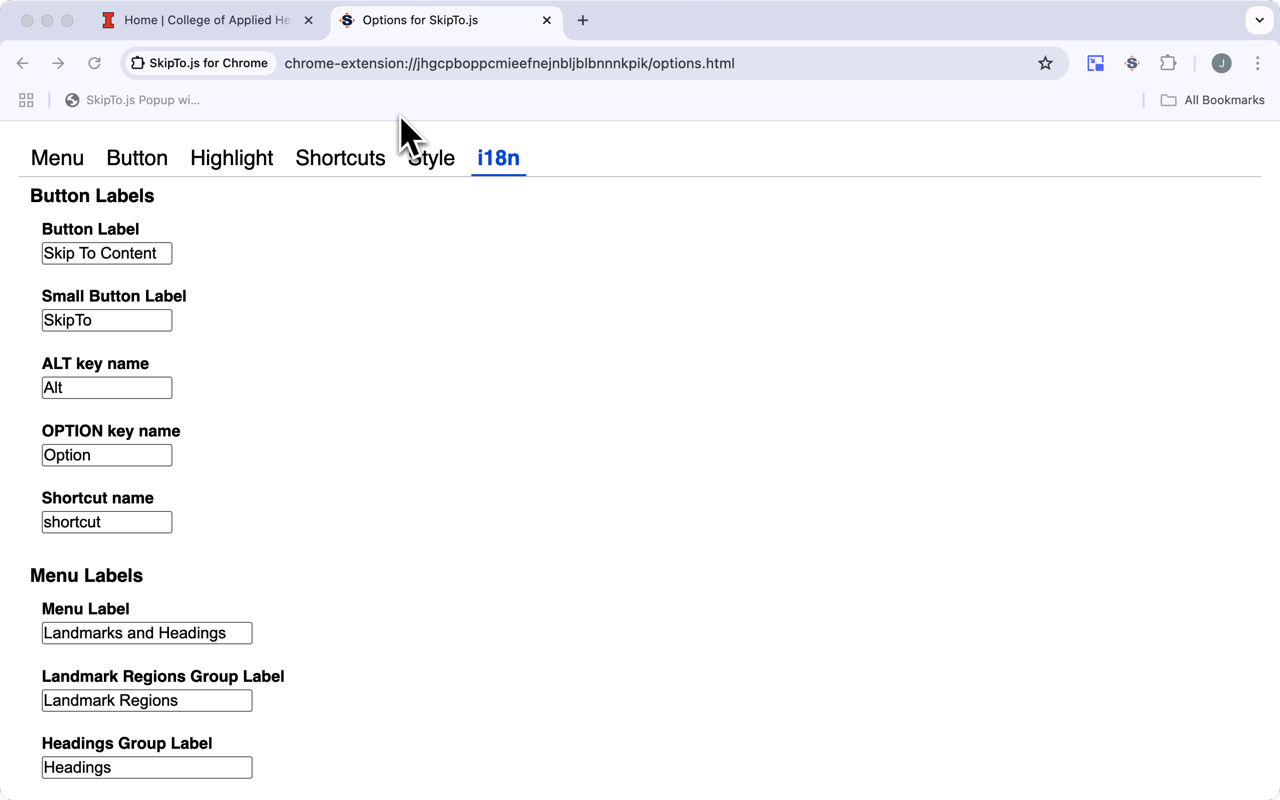 Home | College of Applied He
Options for SkipTo.js
SkipTo.js for Chrome
chrome-extension://jhgcpboppcmieefnejnbljblbnnnkpik/options.html
J
SkipTo.js Popup wi...
All Bookmarks
Menu Button Highlight Shortcuts Style i18n
Button Labels
Button Label
Skip To Content
Small Button Label
SkipTo
ALT key name
Alt
OPTION key name
Option
Shortcut name
shortcut
Menu Labels
Menu Label
Landmarks and Headings
Landmark Regions Group Label
Landmark Regions
Headings Group Label
Headings